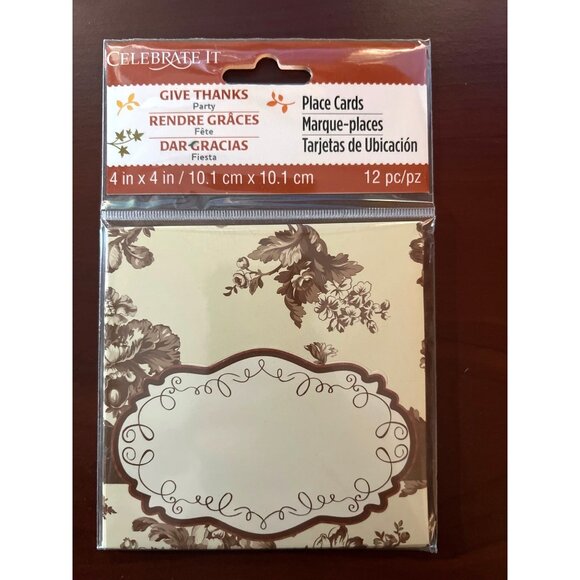 CELEBRATE IT
GIVE THANKS
Party
RENDRE GRÂCES
Fête
DAR GRACIAS
Fiesta
Place Cards
Marque-places
Tarjetas de Ubicación
4 in x 4 in / 10.1 cm x 10.1 cm
12 pc/pz